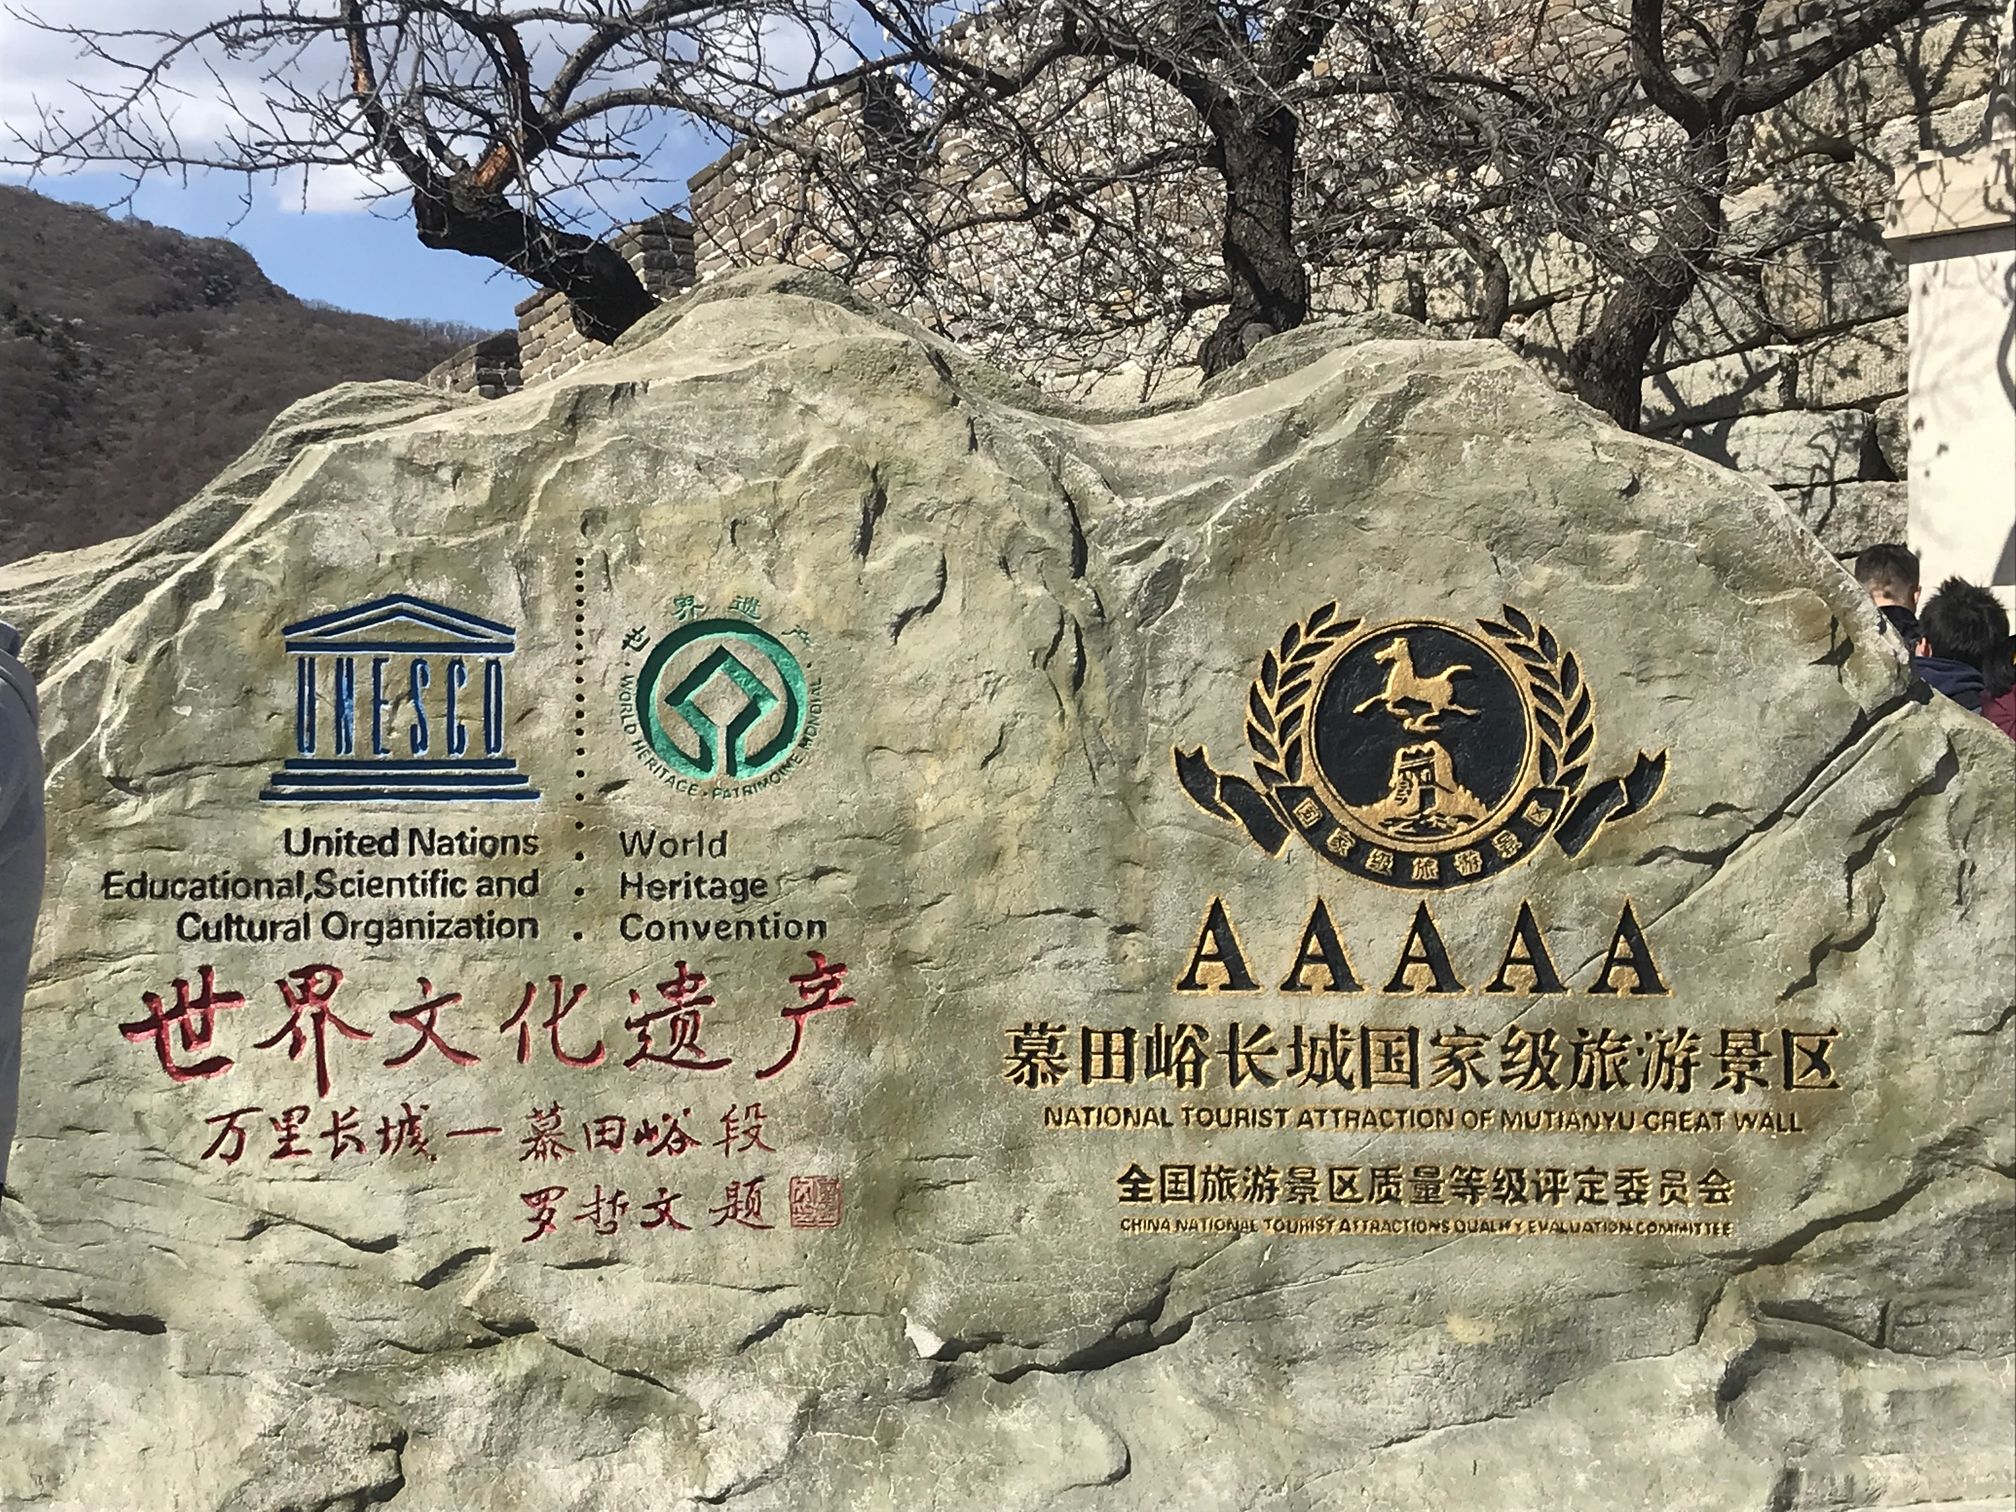 UNESCO
世界遗产
WORLD HERITAGE · PATRIMOINE MONDIAL
United Nations
Educational,Scientific and
Cultural Organization
World
Heritage
Convention
世界文化遗产
万里长城一慕田峪段
罗哲文题
国家级旅游景区
AAAAA
慕田峪长城国家级旅游景区
NATIONAL TOURIST ATTRACTION OF MUTIANYU GREAT WALL
全国旅游景区质量等级评定委员会
CHINA NATIONAL TOURIST ATTRACTIONS QUALITY EVALUATION COMMITTEE